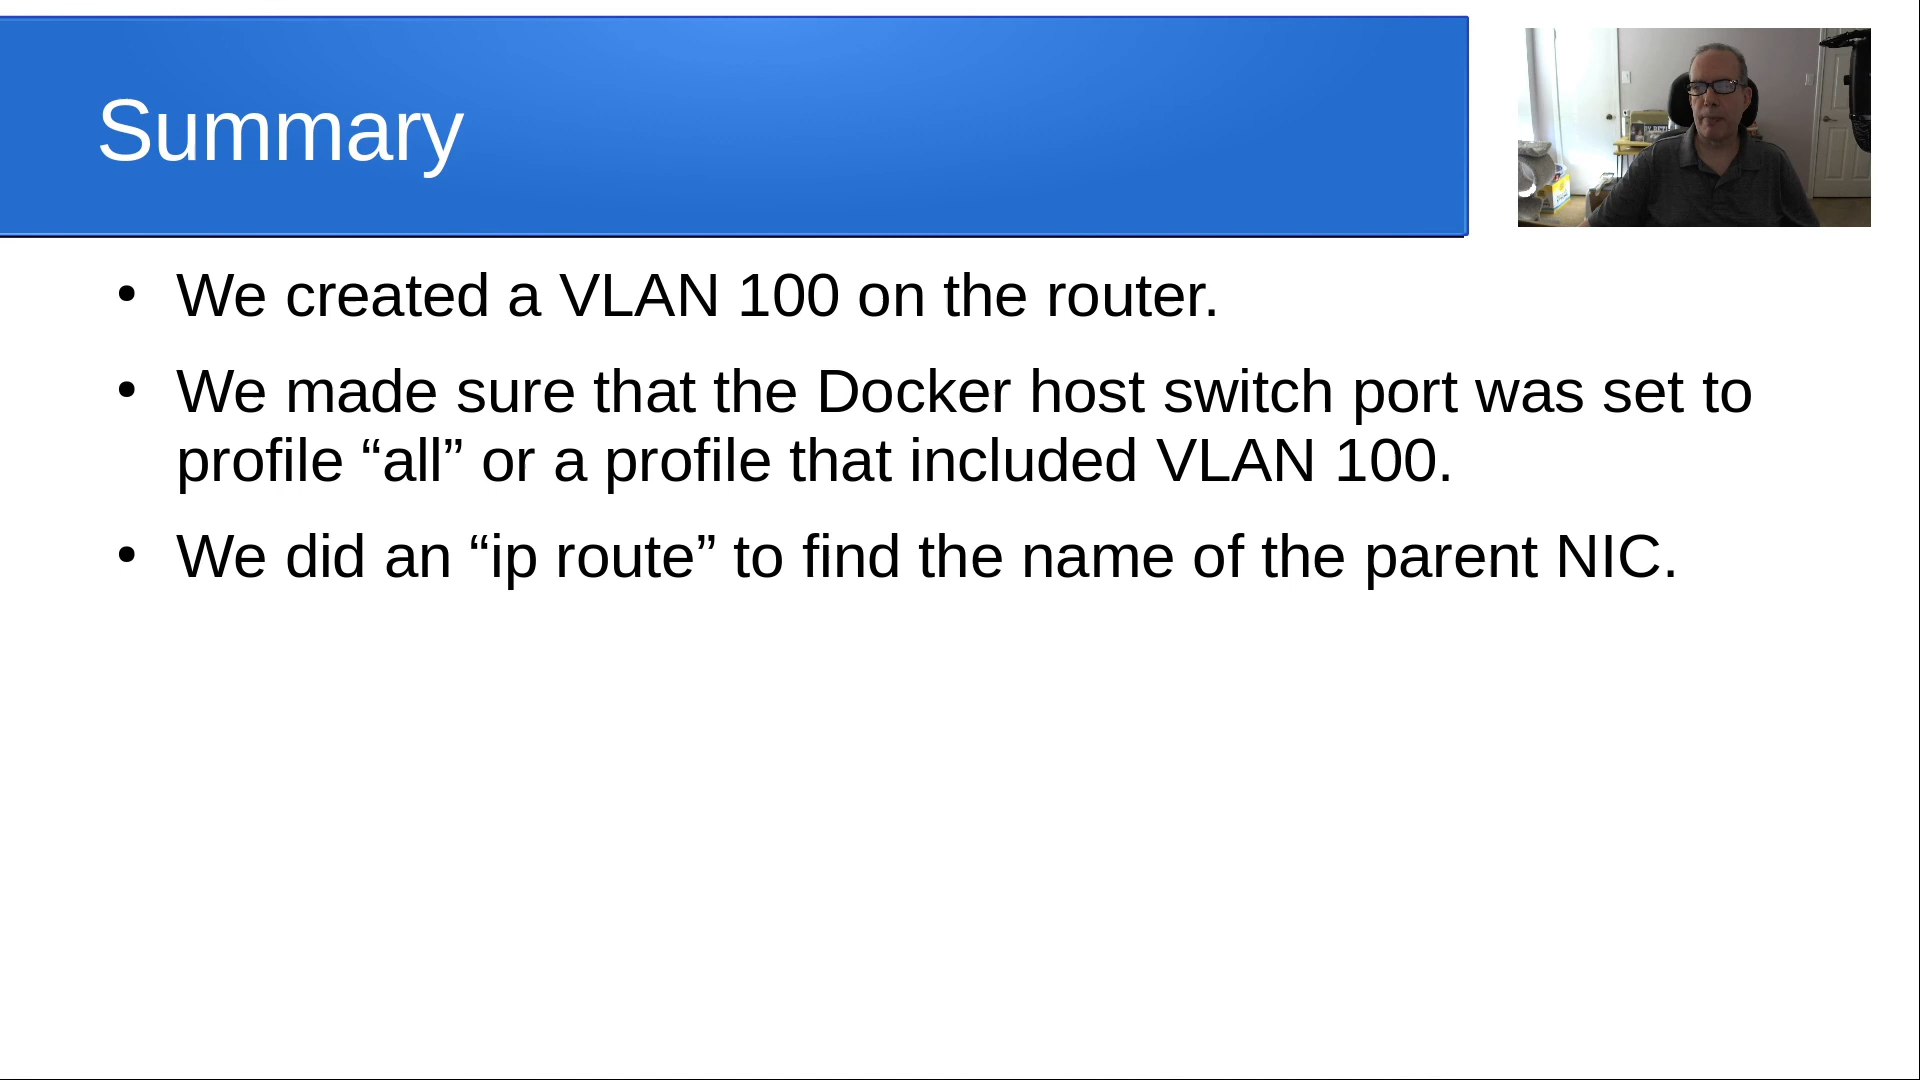 Summary
• We created a VLAN 100 on the router.
• We made sure that the Docker host switch port was set to
profile “all” or a profile that included VLAN 100.
• We did an “ip route” to find the name of the parent NIC.